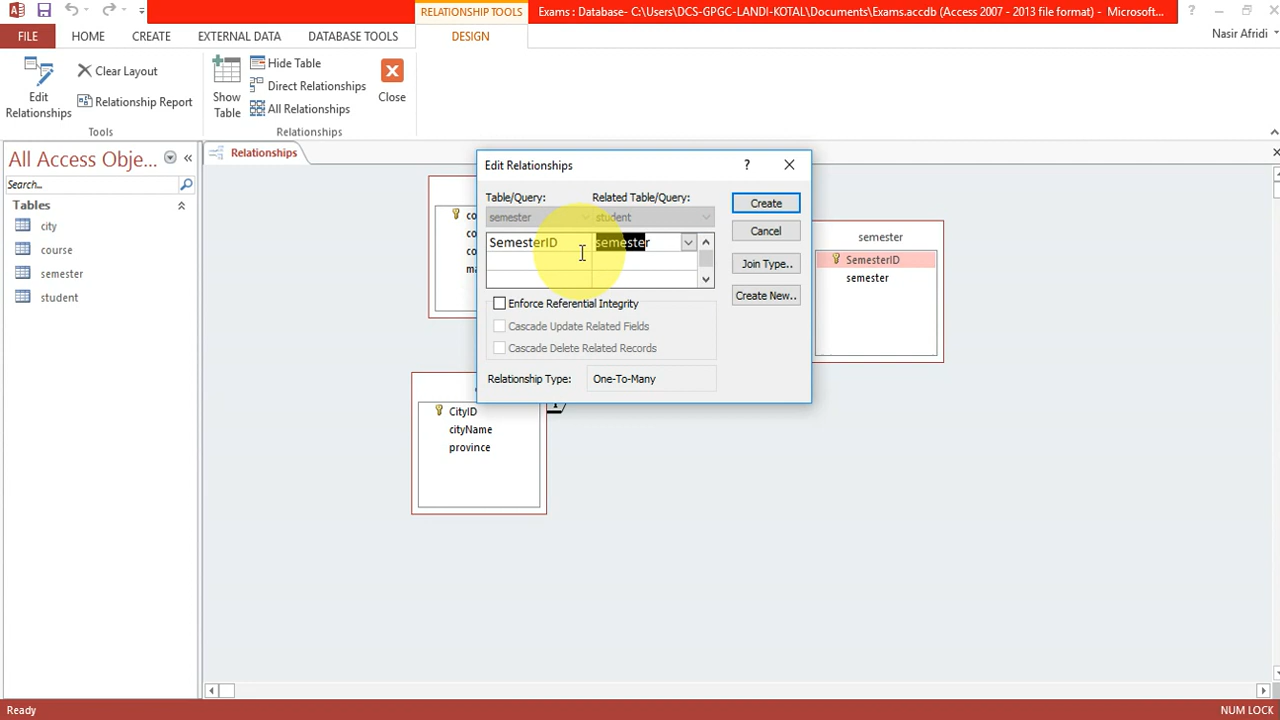 RELATIONSHIP TOOLS
Exams : Database- C:\Users\DCS-GPGC-LANDI-KOTAL\Documents\Exams.accdb (Access 2007 - 2013 file format) - Microsoft...
FILE HOME CREATE EXTERNAL DATA DATABASE TOOLS DESIGN Nasir Afridi
Edit Relationships
Clear Layout
Relationship Report
Tools
Show Table
Hide Table
Direct Relationships
All Relationships
Close
Relationships
All Access Obje...
Search...
Tables
city
course
semester
student
Relationships
Edit Relationships
Table/Query: Related Table/Query:
semester student
SemesterID semester
Create
Cancel
Join Type..
Create New..
Enforce Referential Integrity
Cascade Update Related Fields
Cascade Delete Related Records
Relationship Type: One-To-Many
co
co
co
ma
semester
SemesterID
semester
CityID
cityName
province
Ready NUM LOCK